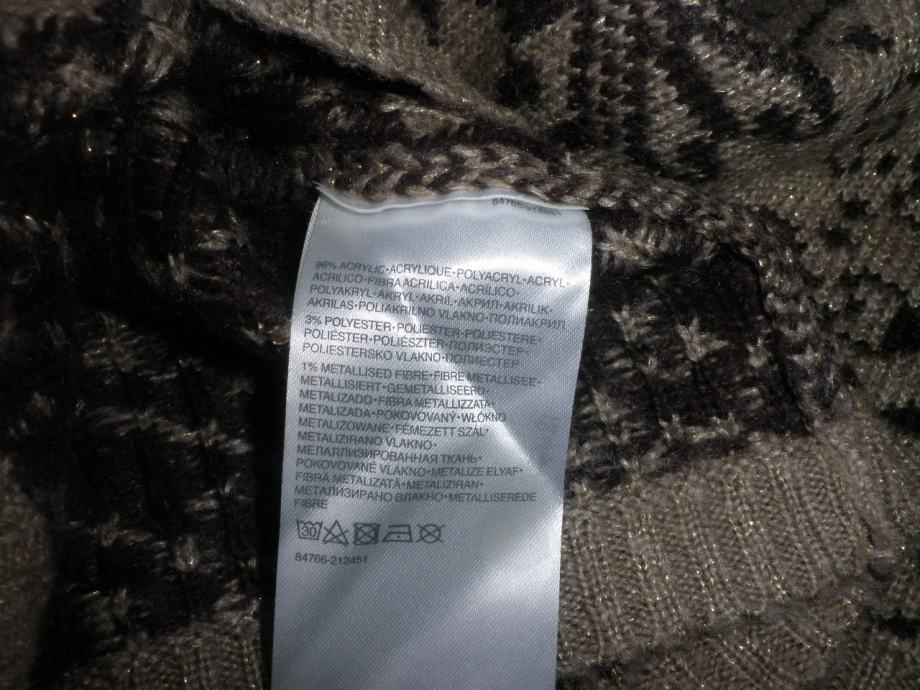 96% ACRYLIC•ACRYLIQUE•POLYACRYL•ACRYL•
ACRILICO•FIBRA ACRILICA•ACRÍLICO•
POLYAKRYL•AKRYL•AKRIL•АКРИЛ•AKRILIK•
AKRILAS•POLIAKRILNO VLAKNO•ПОЛИАКРИЛ
3% POLYESTER•POLIESTER•POLIESTERE•
POLIÉSTER•POLIÉSZTER•ПОЛИЭСТЕР•
POLIESTERSKO VLAKNO•ПОЛИЕСТЕР
1% METALLISED FIBRE•FIBRE METALLISEE•
METALLISIERT•GEMETALLISEERD•
METALIZADO•FIBRA METALLIZZATA•
METALIZADA•POKOVOVANÝ•WŁÓKNO
METALIZOWANE•FÉMEZETT SZÁL•
METALIZIRANO VLAKNO•
МЕПАЛЛИЗИРОВАННАЯ ТКАНЬ•
POKOVOVANÉ VLÁKNO•METALIZE ELYAF•
FIBRĂ METALIZATĂ•METALIZIRAN•
МЕТАЛИЗИРАНО ВЛАКНО•METALLISEREDE
FIBRE
30
84766-212451